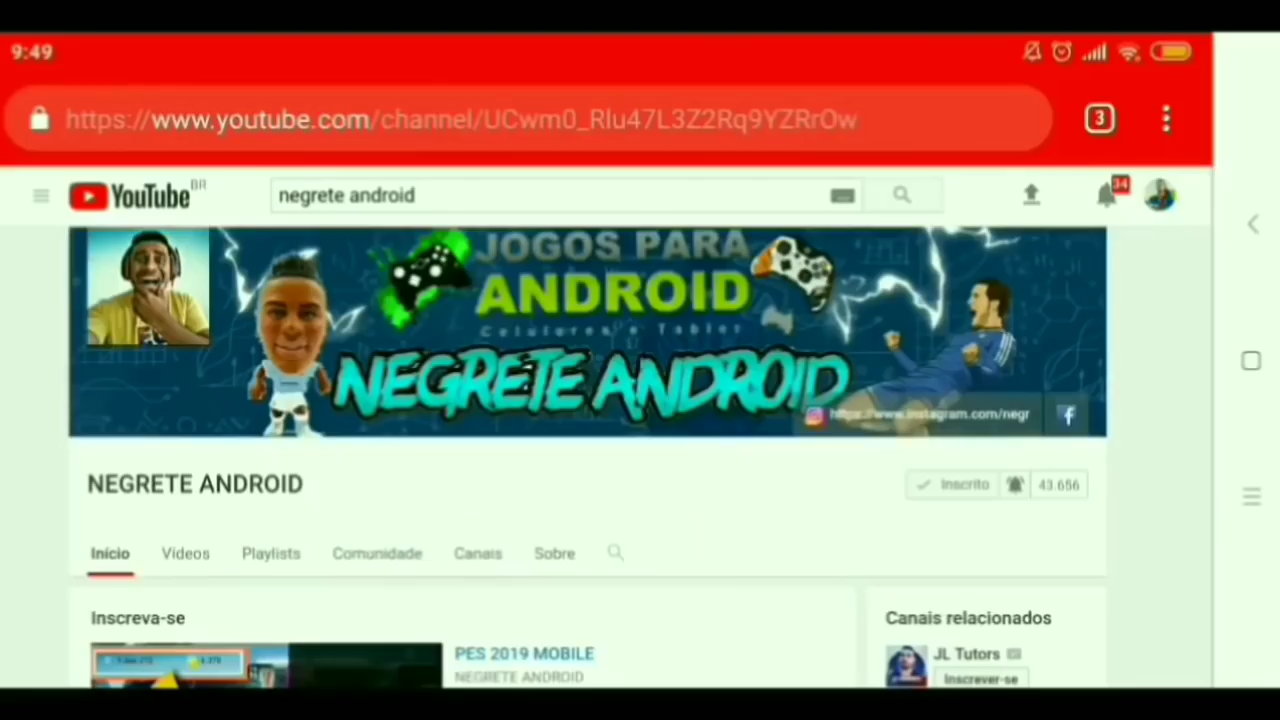 9:49
https://www.youtube.com/channel/UCwm0_Rlu47L3Z2Rq9YZRrOw
3
YouTube BR
negrete android
34
JOGOS PARA
ANDROID
Celulares e Tablet
NEGRETE ANDROID
https://www.instagram.com/negr
NEGRETE ANDROID
Inscrito
43.656
Início
Vídeos
Playlists
Comunidade
Canais
Sobre
Inscreva-se
Canais relacionados
PES 2019 MOBILE
NEGRETE ANDROID
JL Tutors
Inscrever-se